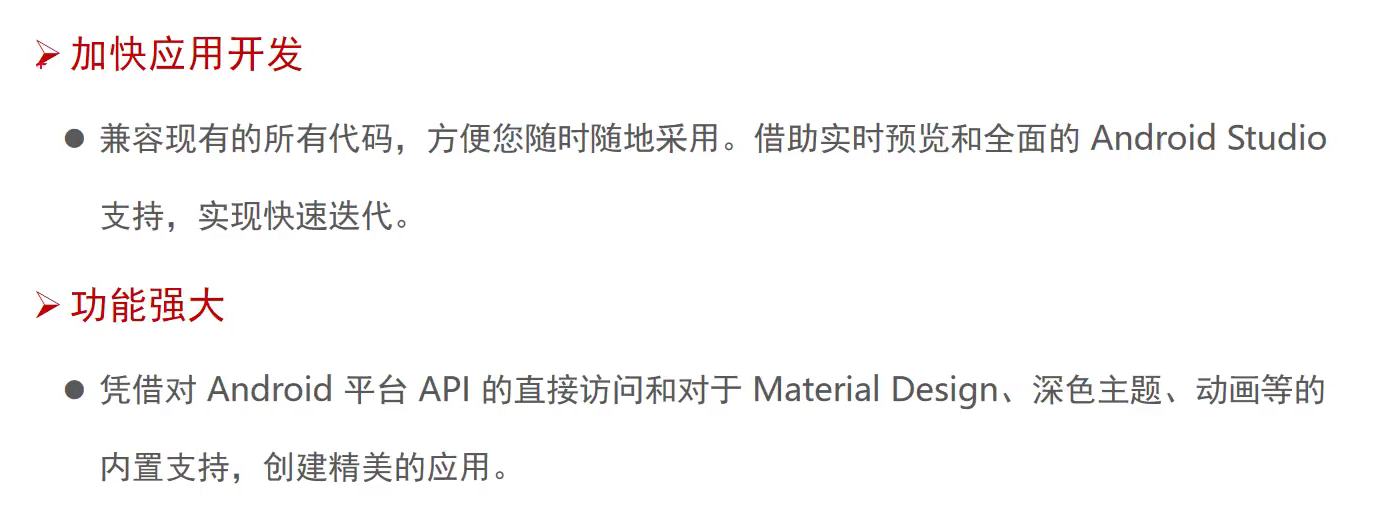 加快应用开发
兼容现有的所有代码，方便您随时随地采用。借助实时预览和全面的 Android Studio
支持，实现快速迭代。
功能强大
凭借对 Android 平台 API 的直接访问和对于 Material Design、深色主题、动画等的
内置支持，创建精美的应用。